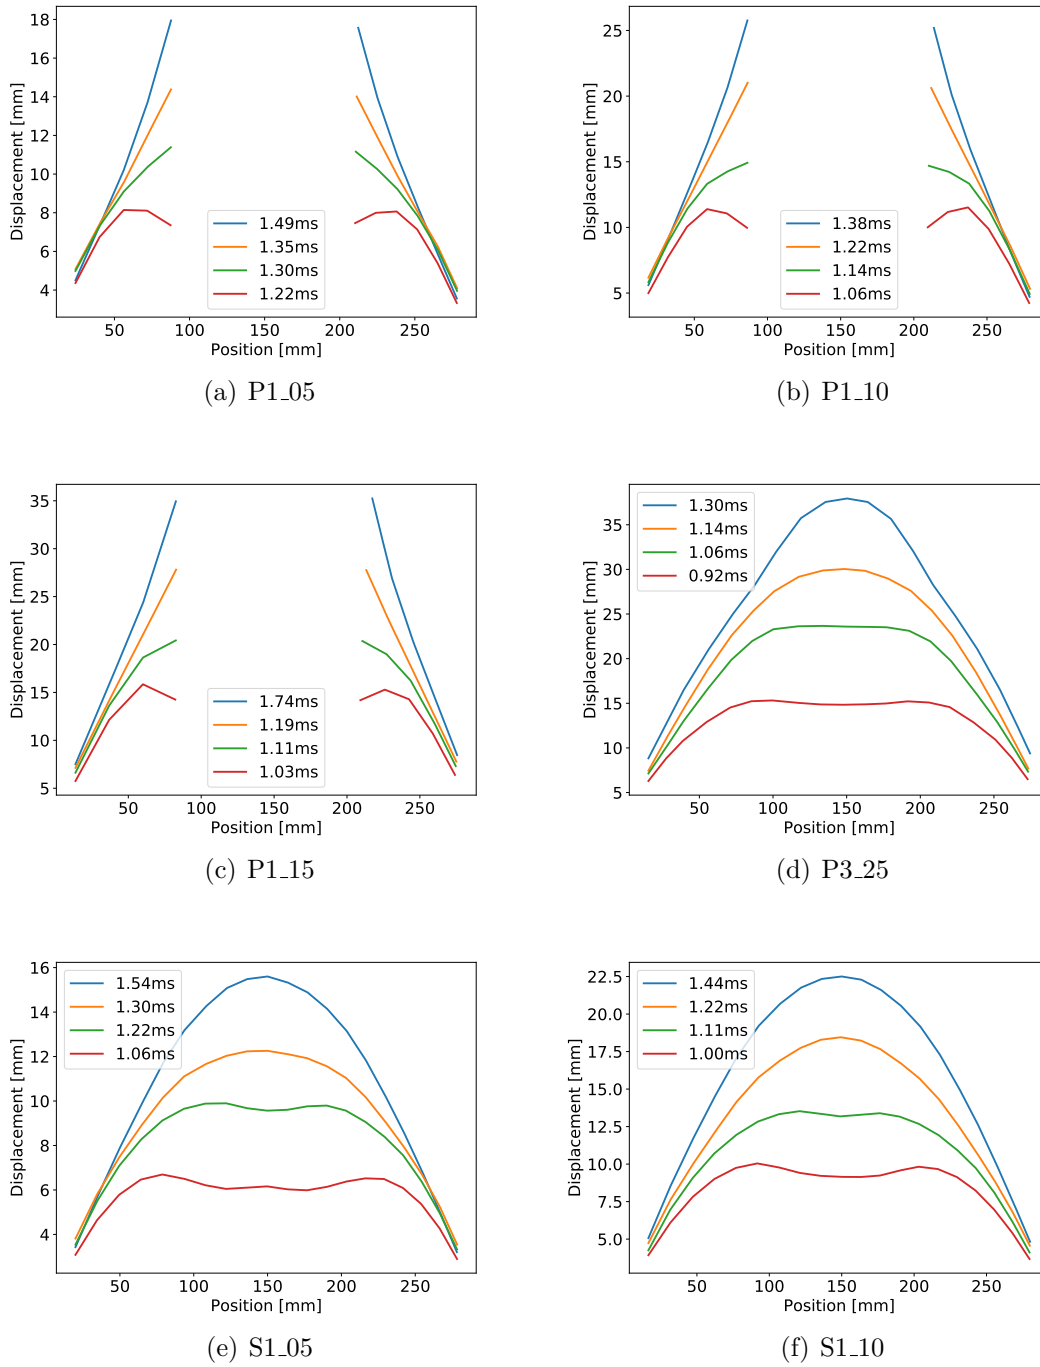 18
16
14
12
10
8
6
4
Displacement [mm]
1.49ms
1.35ms
1.30ms
1.22ms
50 100 150 200 250
Position [mm]
(a) P1_05
25
20
15
10
5
Displacement [mm]
1.38ms
1.22ms
1.14ms
1.06ms
50 100 150 200 250
Position [mm]
(b) P1_10
35
30
25
20
15
10
5
Displacement [mm]
1.74ms
1.19ms
1.11ms
1.03ms
50 100 150 200 250
Position [mm]
(c) P1_15
35
30
25
20
15
10
5
Displacement [mm]
1.30ms
1.14ms
1.06ms
0.92ms
50 100 150 200 250
Position [mm]
(d) P3_25
16
14
12
10
8
6
4
Displacement [mm]
1.54ms
1.30ms
1.22ms
1.06ms
50 100 150 200 250
Position [mm]
(e) S1_05
22.5
20.0
17.5
15.0
12.5
10.0
7.5
5.0
Displacement [mm]
1.44ms
1.22ms
1.11ms
1.00ms
50 100 150 200 250
Position [mm]
(f) S1_10